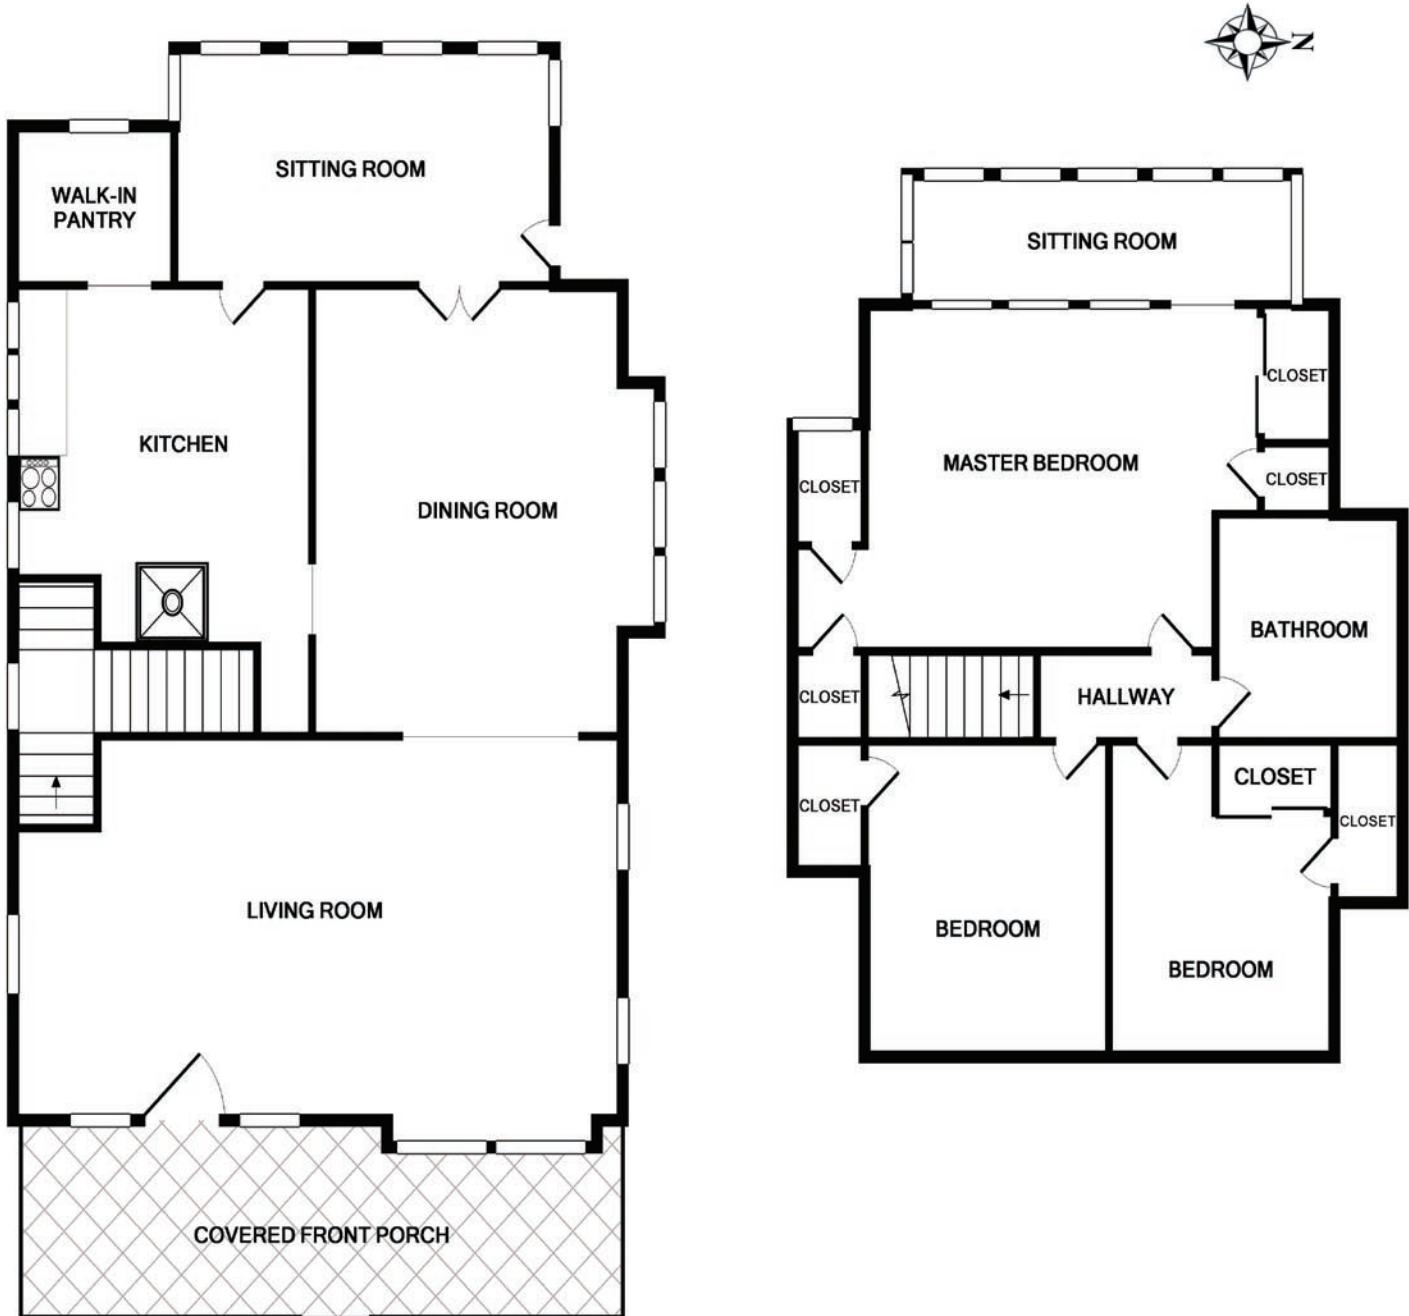 N
SITTING ROOM
WALK-IN
PANTRY
KITCHEN
DINING ROOM
LIVING ROOM
COVERED FRONT PORCH
SITTING ROOM
CLOSET
MASTER BEDROOM
CLOSET
CLOSET
BATHROOM
CLOSET
HALLWAY
CLOSET
CLOSET
CLOSET
BEDROOM
BEDROOM